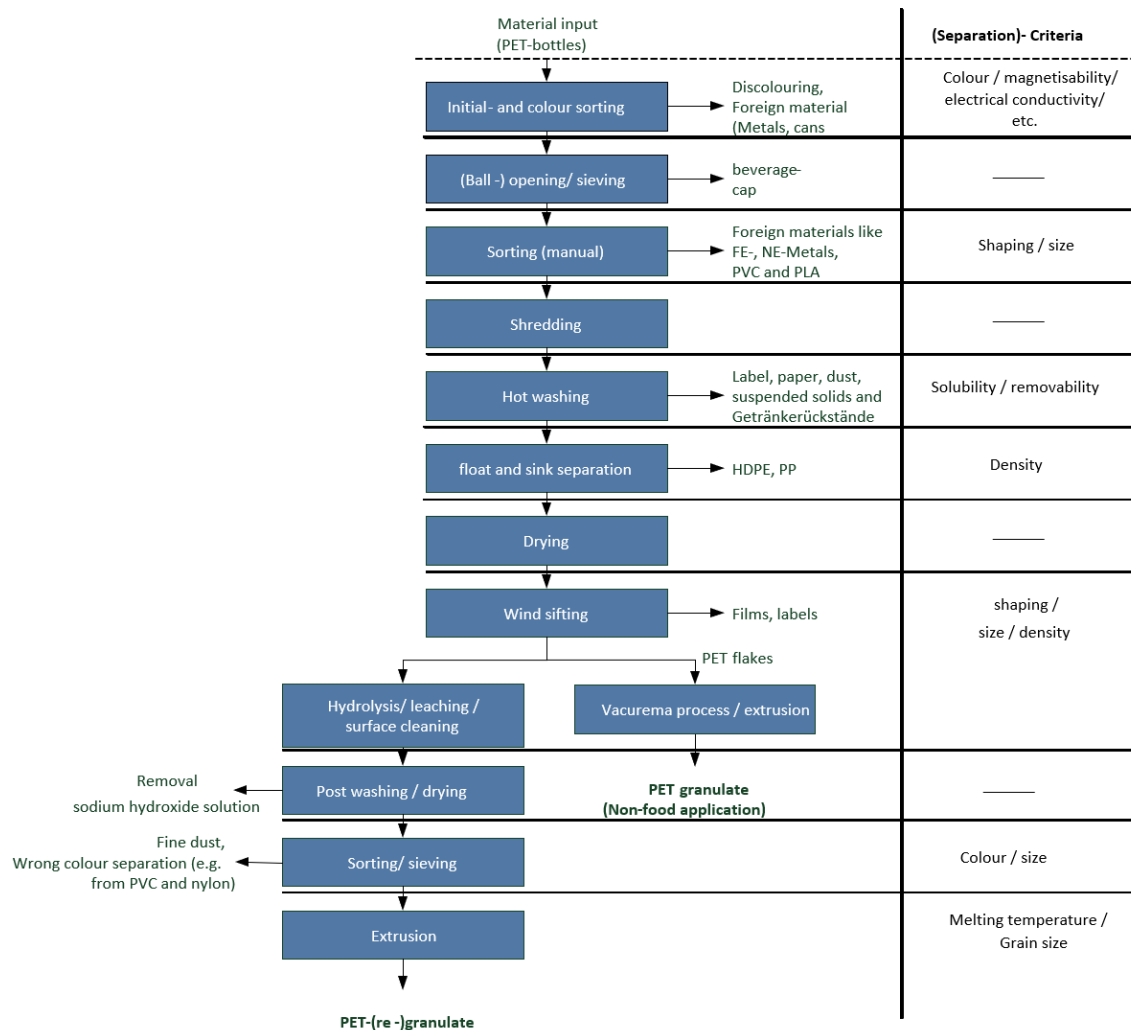 Material input
(PET-bottles)
(Separation)- Criteria
Initial- and colour sorting
Discolouring,
Foreign material
(Metals, cans
Colour / magnetisability/
electrical conductivity/
etc.
(Ball -) opening/ sieving
beverage-
cap
Sorting (manual)
Foreign materials like
FE-, NE-Metals,
PVC and PLA
Shaping / size
Shredding
Hot washing
Label, paper, dust,
suspended solids and
Getränkerückstände
Solubility / removability
float and sink separation
HDPE, PP
Density
Drying
Wind sifting
Films, labels
shaping /
size / density
PET flakes
Hydrolysis/ leaching /
surface cleaning
Vacurema process / extrusion
Removal
sodium hydroxide solution
Post washing / drying
PET granulate
(Non-food application)
Fine dust,
Wrong colour separation (e.g.
from PVC and nylon)
Sorting/ sieving
Colour / size
Extrusion
Melting temperature /
Grain size
PET-(re -)granulate